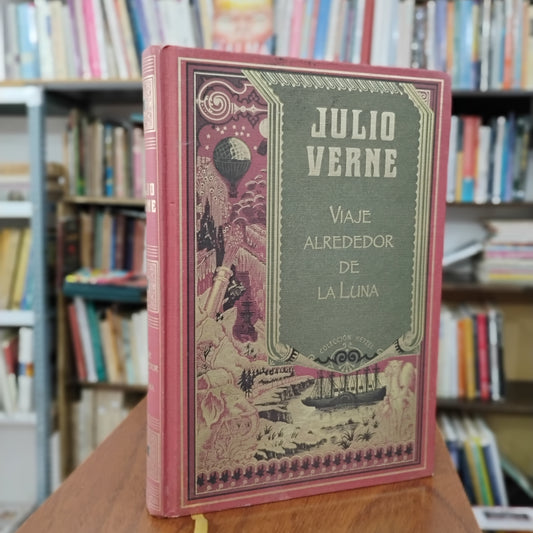 JULIO
VERNE
VIAJE
ALREDEDOR
DE
LA LUNA
COLECCIÓN HETZEL